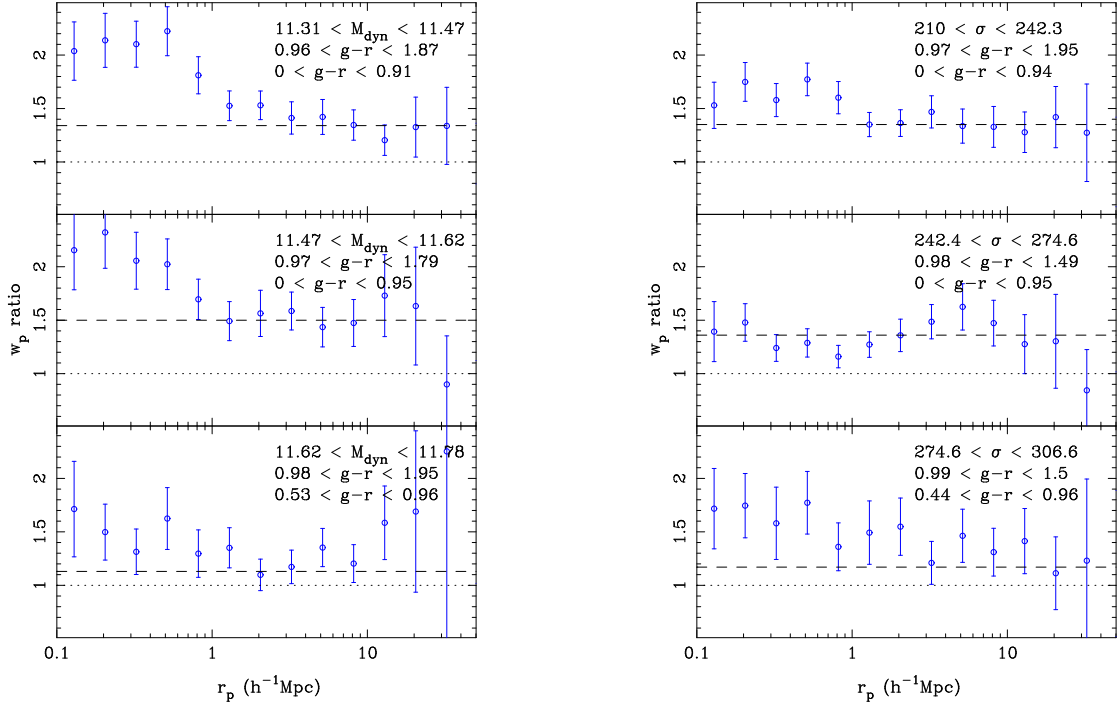 11.31 < M_dyn < 11.47
0.96 < g−r < 1.87
0 < g−r < 0.91
2
1.5
1
11.47 < M_dyn < 11.62
0.97 < g−r < 1.79
0 < g−r < 0.95
2
1.5
1
w_p ratio
11.62 < M_dyn < 11.78
0.98 < g−r < 1.95
0.53 < g−r < 0.96
2
1.5
1
0.1 1 10
r_p (h⁻¹Mpc)
210 < σ < 242.3
0.97 < g−r < 1.95
0 < g−r < 0.94
2
1.5
1
242.4 < σ < 274.6
0.98 < g−r < 1.49
0 < g−r < 0.95
2
1.5
1
w_p ratio
274.6 < σ < 306.6
0.99 < g−r < 1.5
0.44 < g−r < 0.96
2
1.5
1
0.1 1 10
r_p (h⁻¹Mpc)